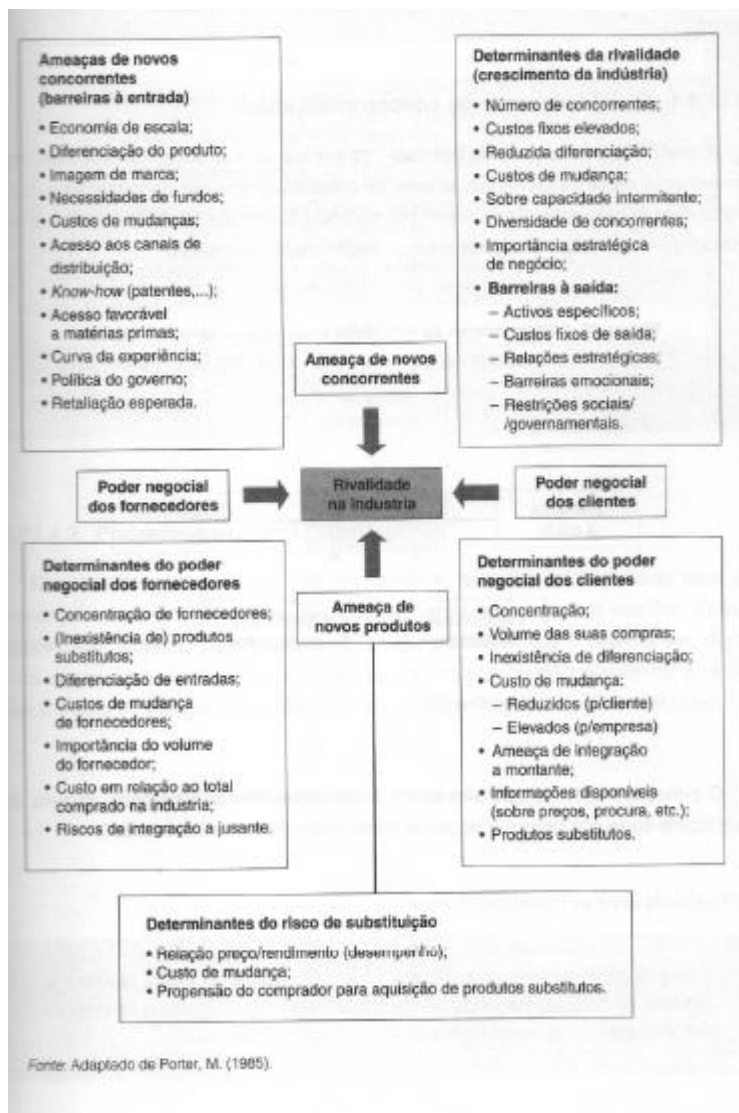 Ameaças de novos
concorrentes
(barreiras à entrada)
• Economia de escala;
• Diferenciação do produto;
• Imagem de marca;
• Necessidades de fundos;
• Custos de mudanças;
• Acesso aos canais de
distribuição;
• Know-how (patentes,...);
• Acesso favorável
a matérias primas;
• Curva da experiência;
• Política do governo;
• Retaliação esperada.
Determinantes da rivalidade
(crescimento da indústria)
• Número de concorrentes;
• Custos fixos elevados;
• Reduzida diferenciação;
• Custos de mudança;
• Sobre capacidade intermitente;
• Diversidade de concorrentes;
• Importância estratégica
de negócio;
• Barreiras à saída:
– Activos específicos;
– Custos fixos de saída;
– Relações estratégicas;
– Barreiras emocionais;
– Restrições sociais/
/governamentais.
Ameaça de novos
concorrentes
Poder negocial
dos fornecedores
Rivalidade
na industria
Poder negocial
dos clientes
Ameaça de
novos produtos
Determinantes do poder
negocial dos fornecedores
• Concentração de fornecedores;
• (Inexistência de) produtos
substitutos;
• Diferenciação de entradas;
• Custos de mudança
de fornecedores;
• Importância do volume
do fornecedor;
• Custo em relação ao total
comprado na industria;
• Riscos de integração a jusante.
Determinantes do poder
negocial dos clientes
• Concentração;
• Volume das suas compras;
• Inexistência de diferenciação;
• Custo de mudança:
– Reduzidos (p/cliente)
– Elevados (p/empresa)
• Ameaça de integração
a montante;
• Informações disponíveis
(sobre preços, procura, etc.);
• Produtos substitutos.
Determinantes do risco de substituição
• Relação preço/rendimento (desempenho);
• Custo de mudança;
• Propensão do comprador para aquisição de produtos substitutos.
Fonte: Adaptado de Porter, M. (1985).